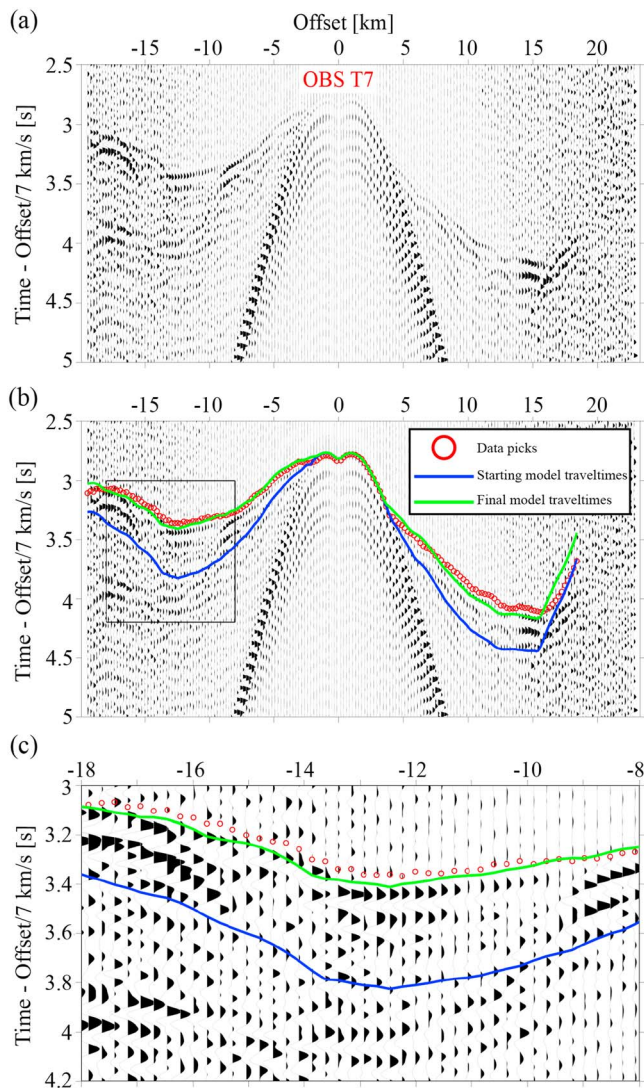 (a)
Offset [km]
-15 -10 -5 0 5 10 15 20
2.5
OBS T7
3
3.5
4
4.5
5
Time - Offset/7 km/s [s]
(b)
-15 -10 -5 0 5 10 15 20
2.5
Data picks
3
Starting model traveltimes
Final model traveltimes
3.5
4
4.5
5
Time - Offset/7 km/s [s]
(c)
-18 -16 -14 -12 -10 -8
3
3.2
3.4
3.6
3.8
4
4.2
Time - Offset/7 km/s [s]